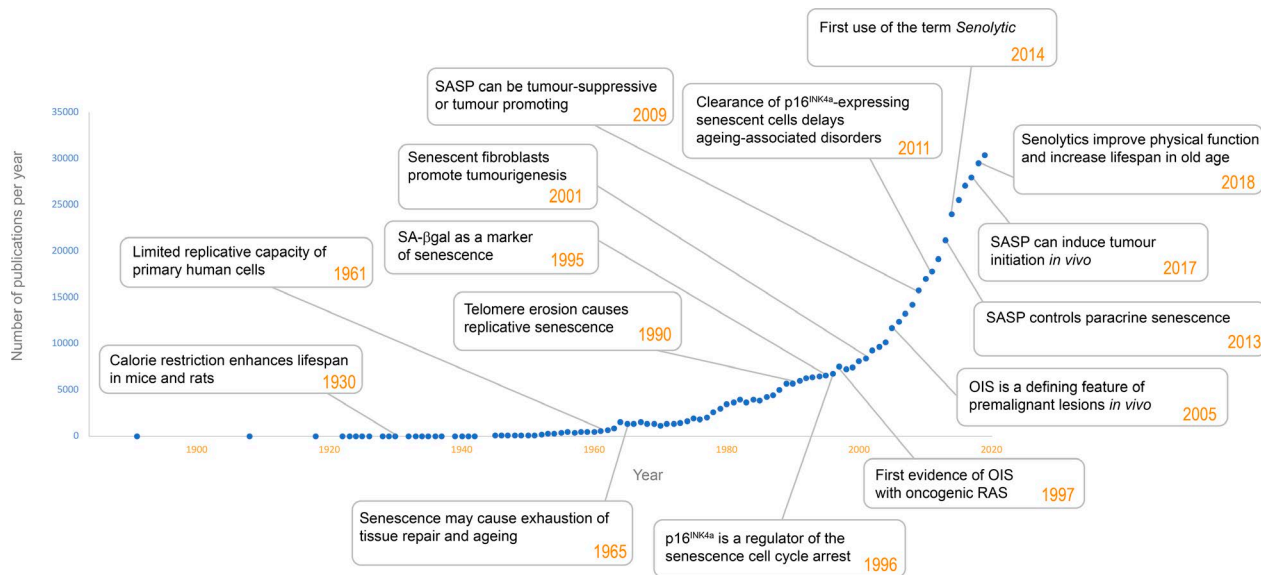 First use of the term Senolytic
2014
SASP can be tumour-suppressive
or tumour promoting
2009
Clearance of p16INK4a-expressing
senescent cells delays
ageing-associated disorders
2011
Senolytics improve physical function
and increase lifespan in old age
2018
Senescent fibroblasts
promote tumourigenesis
2001
SA-βgal as a marker
of senescence
1995
SASP can induce tumour
initiation in vivo
2017
Limited replicative capacity of
primary human cells
1961
Telomere erosion causes
replicative senescence
1990
SASP controls paracrine senescence
2013
Calorie restriction enhances lifespan
in mice and rats
1930
OIS is a defining feature of
premalignant lesions in vivo
2005
First evidence of OIS
with oncogenic RAS
1997
Senescence may cause exhaustion of
tissue repair and ageing
1965
p16INK4a is a regulator of the
senescence cell cycle arrest
1996
Number of publications per year
35000
30000
25000
20000
15000
10000
5000
0
1900
1920
1940
1960
1980
2000
2020
Year